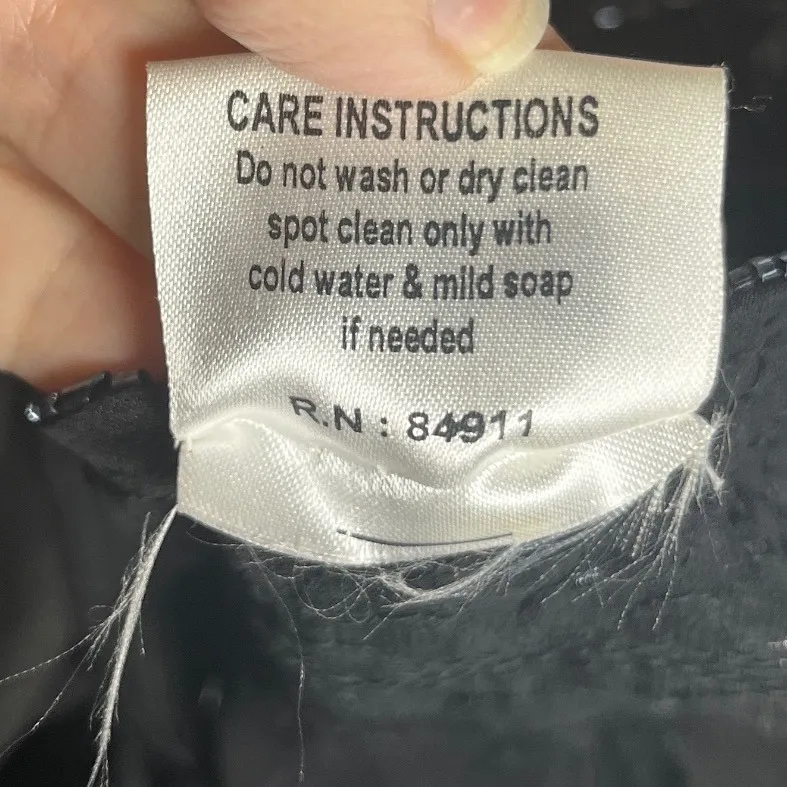 CARE INSTRUCTIONS
Do not wash or dry clean
spot clean only with
cold water & mild soap
if needed
R.N : 84911